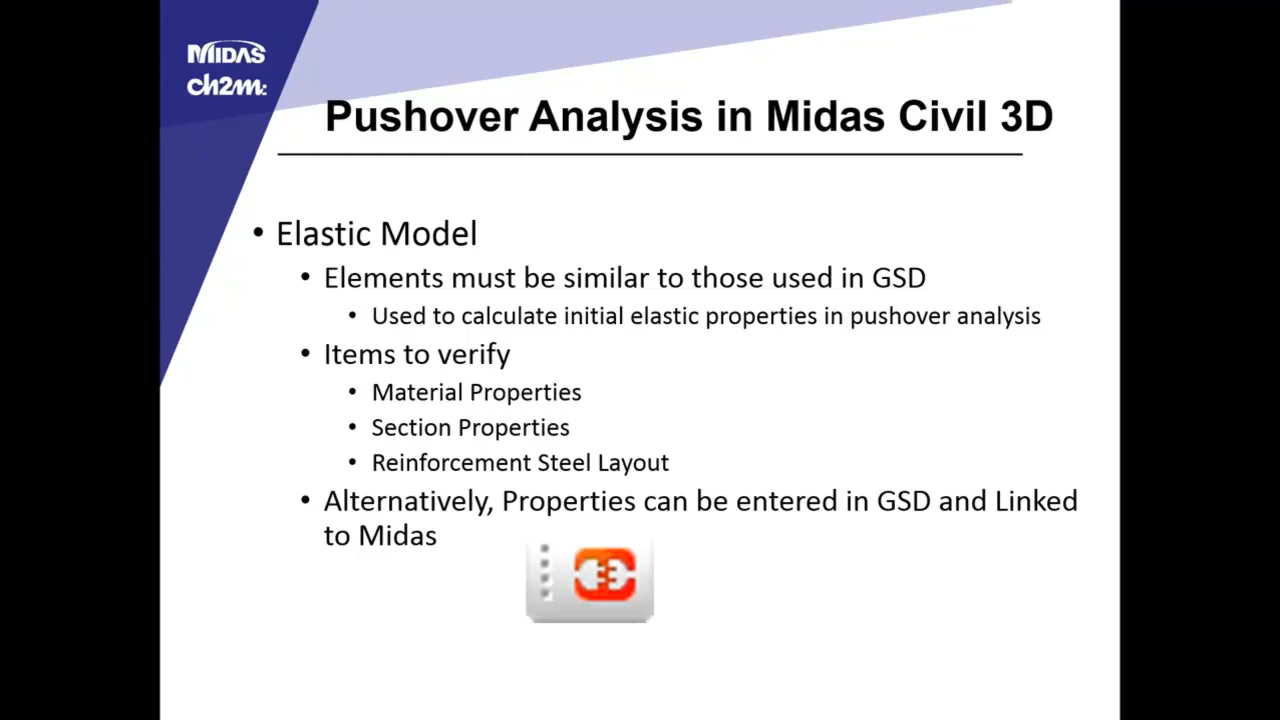 MIDAS
ch2m:
Pushover Analysis in Midas Civil 3D
• Elastic Model
• Elements must be similar to those used in GSD
• Used to calculate initial elastic properties in pushover analysis
• Items to verify
• Material Properties
• Section Properties
• Reinforcement Steel Layout
• Alternatively, Properties can be entered in GSD and Linked
to Midas